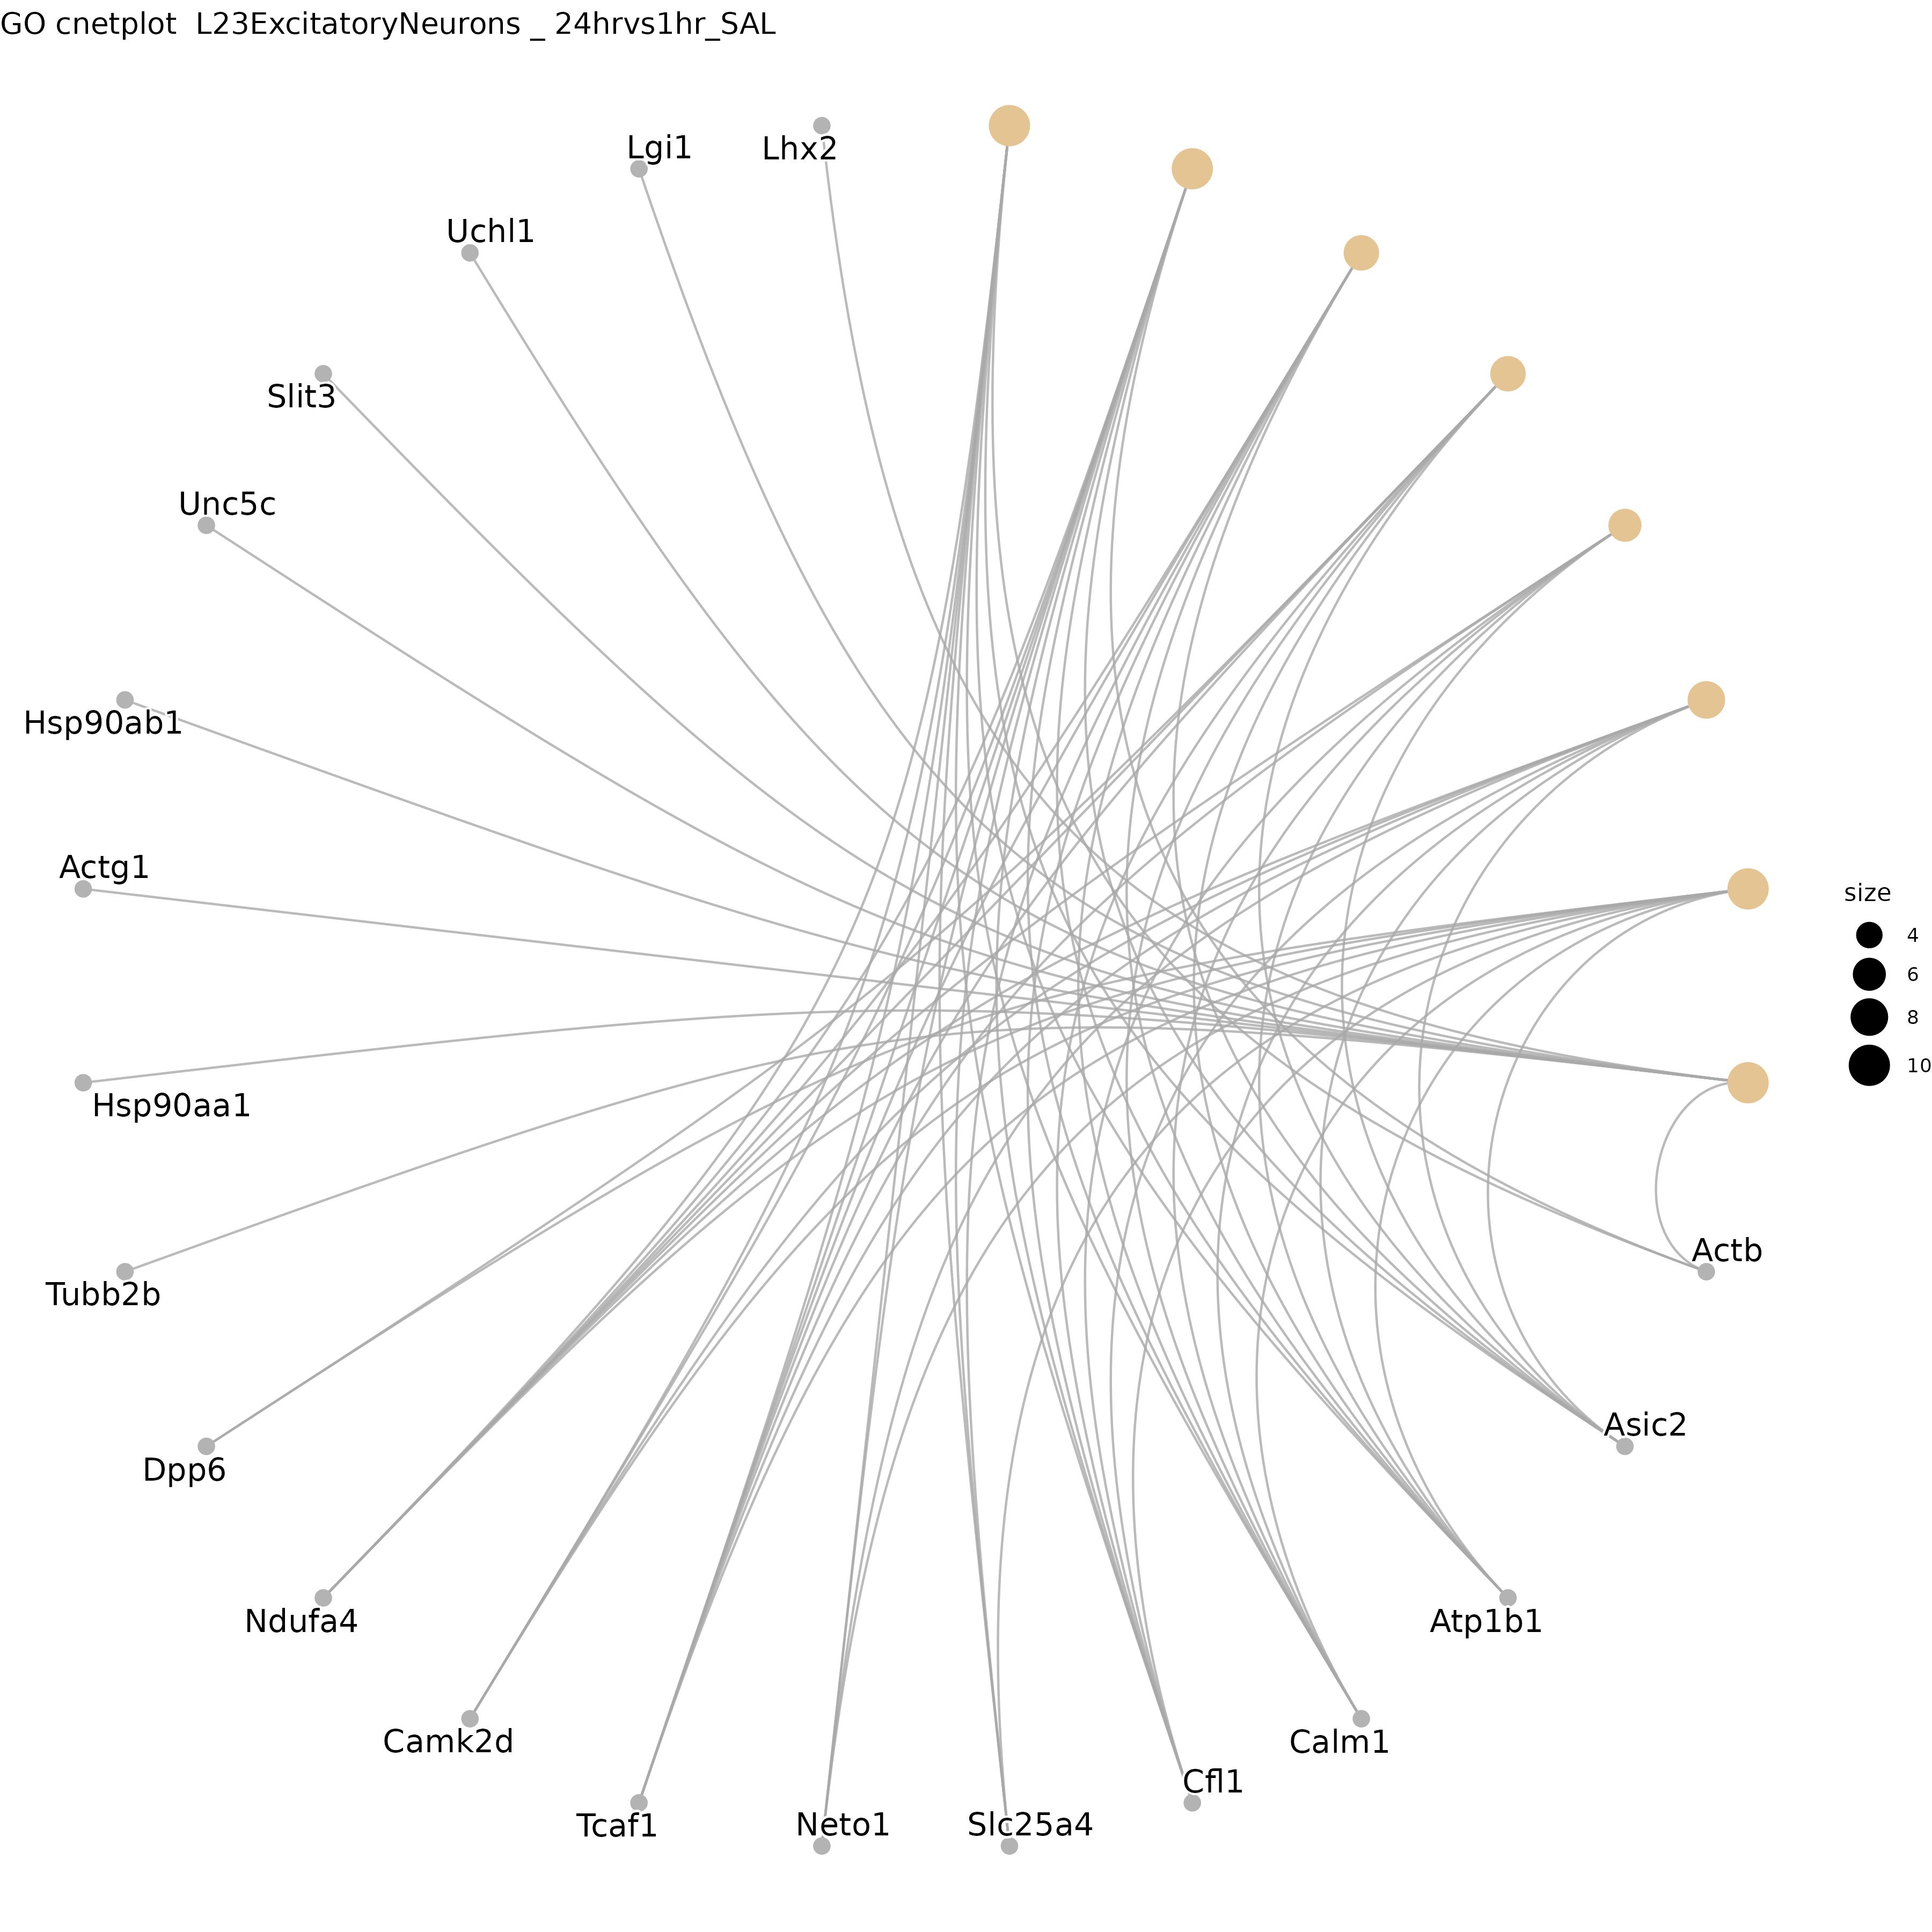 GO cnetplot  L23ExcitatoryNeurons _ 24hrvs1hr_SAL
Lgi1
Lhx2
Uchl1
Slit3
Unc5c
Hsp90ab1
Actg1
size
4
6
8
10
Hsp90aa1
Actb
Tubb2b
Asic2
Dpp6
Ndufa4
Atp1b1
Camk2d
Calm1
Cfl1
Tcaf1
Neto1
Slc25a4